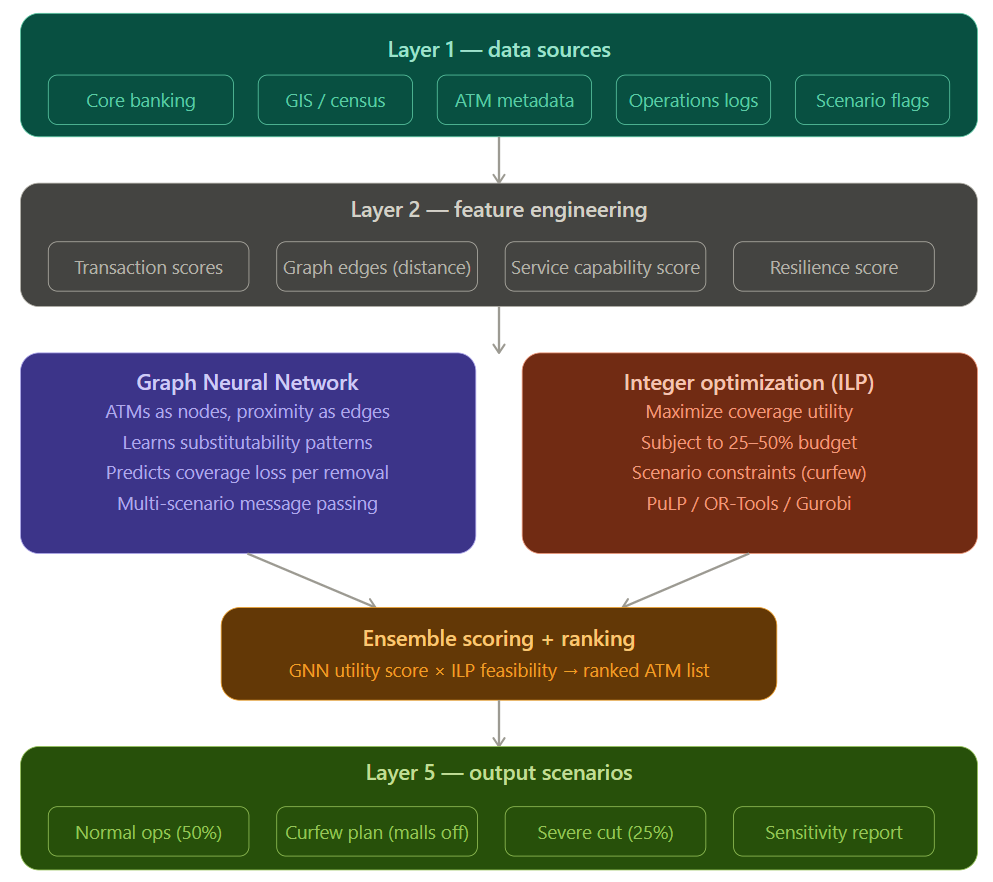 Layer 1 — data sources
Core banking
GIS / census
ATM metadata
Operations logs
Scenario flags
Layer 2 — feature engineering
Transaction scores
Graph edges (distance)
Service capability score
Resilience score
Graph Neural Network
ATMs as nodes, proximity as edges
Learns substitutability patterns
Predicts coverage loss per removal
Multi-scenario message passing
Integer optimization (ILP)
Maximize coverage utility
Subject to 25–50% budget
Scenario constraints (curfew)
PuLP / OR-Tools / Gurobi
Ensemble scoring + ranking
GNN utility score × ILP feasibility → ranked ATM list
Layer 5 — output scenarios
Normal ops (50%)
Curfew plan (malls off)
Severe cut (25%)
Sensitivity report